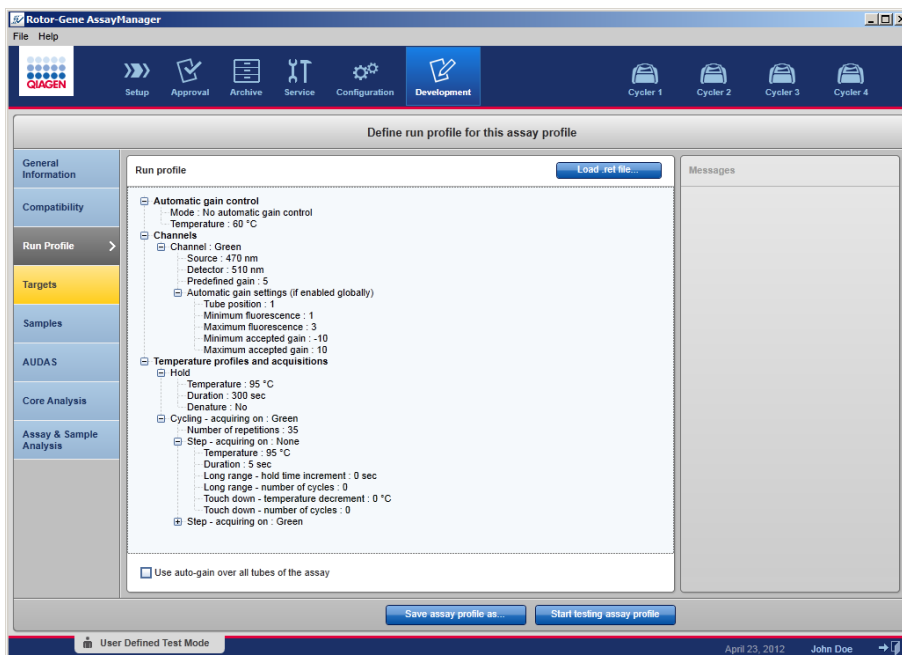 Rotor-Gene AssayManager
File Help
QIAGEN
Setup Approval Archive Service Configuration Development Cycler 1 Cycler 2 Cycler 3 Cycler 4
Define run profile for this assay profile
General Information
Compatibility
Run Profile
Targets
Samples
AUDAS
Core Analysis
Assay & Sample Analysis
Run profile
Load .ret file...
Messages
Automatic gain control
Mode : No automatic gain control
Temperature : 60 °C
Channels
Channel : Green
Source : 470 nm
Detector : 510 nm
Predefined gain : 5
Automatic gain settings (if enabled globally)
Tube position : 1
Minimum fluorescence : 1
Maximum fluorescence : 3
Minimum accepted gain : -10
Maximum accepted gain : 10
Temperature profiles and acquisitions
Hold
Temperature : 95 °C
Duration : 300 sec
Denature : No
Cycling - acquiring on : Green
Number of repetitions : 35
Step - acquiring on : None
Temperature : 95 °C
Duration : 5 sec
Long range - hold time increment : 0 sec
Long range - number of cycles : 0
Touch down - temperature decrement : 0 °C
Touch down - number of cycles : 0
Step - acquiring on : Green
Use auto-gain over all tubes of the assay
Save assay profile as...
Start testing assay profile
User Defined Test Mode
April 23, 2012
John Doe